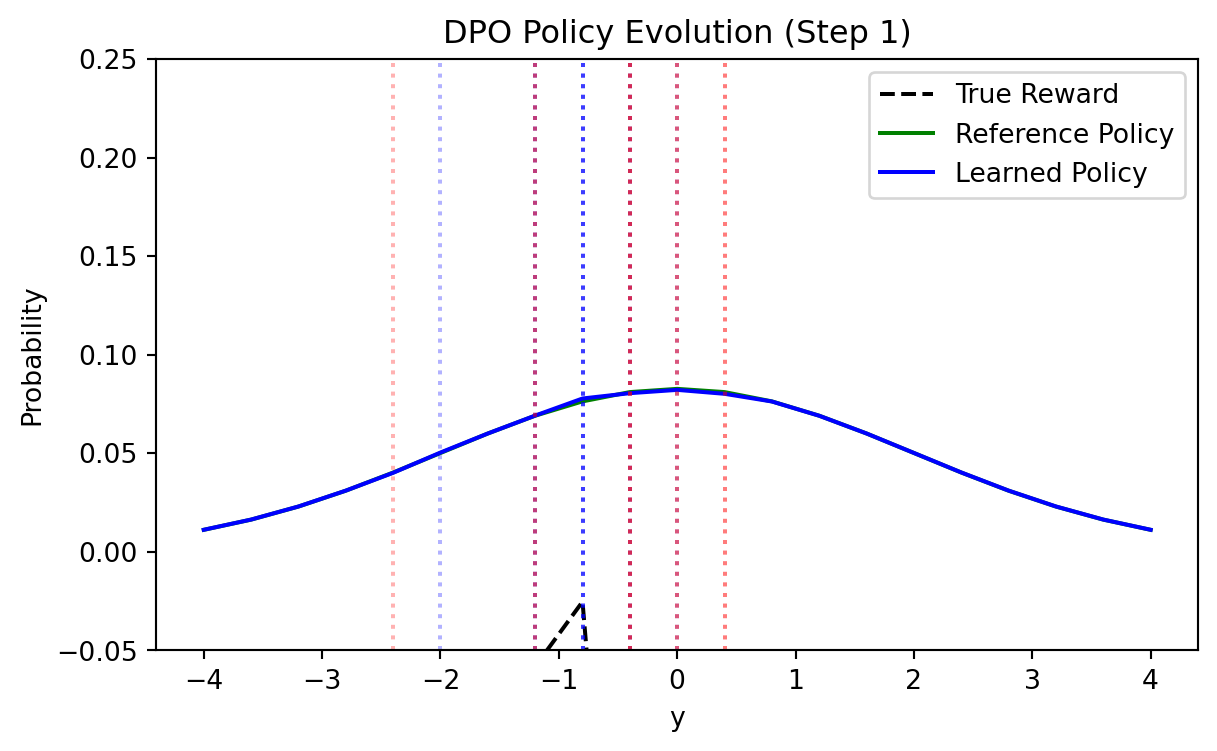 DPO Policy Evolution (Step 1)
0.25
0.20
0.15
0.10
0.05
0.00
−0.05
Probability
True Reward
Reference Policy
Learned Policy
−4 −3 −2 −1 0 1 2 3 4
y